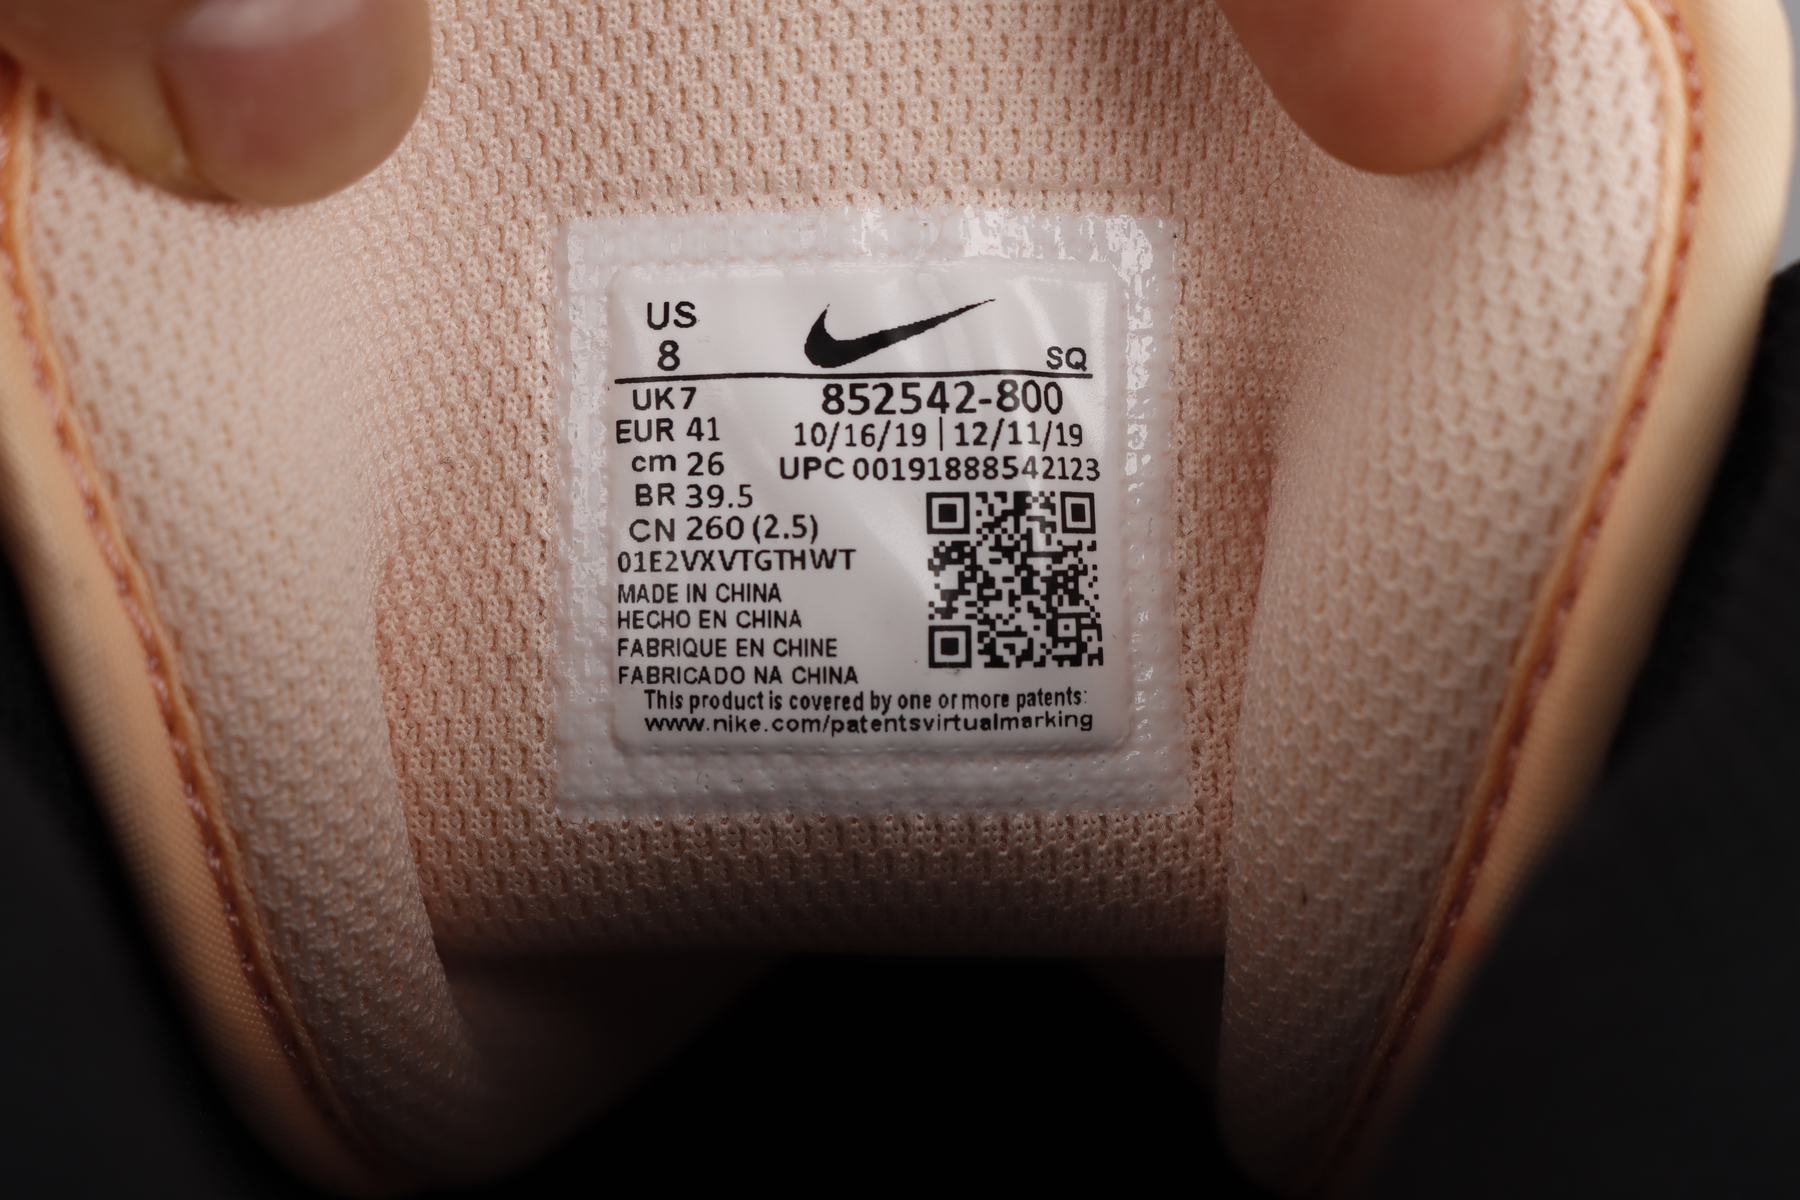 US
8
SQ
UK 7
852542-800
EUR 41
10/16/19 | 12/11/19
cm 26
UPC 00191888542123
BR 39.5
CN 260 (2.5)
01E2VXVTGTHWT
MADE IN CHINA
HECHO EN CHINA
FABRIQUE EN CHINE
FABRICADO NA CHINA
This product is covered by one or more patents:
www.nike.com/patentsvirtualmarking